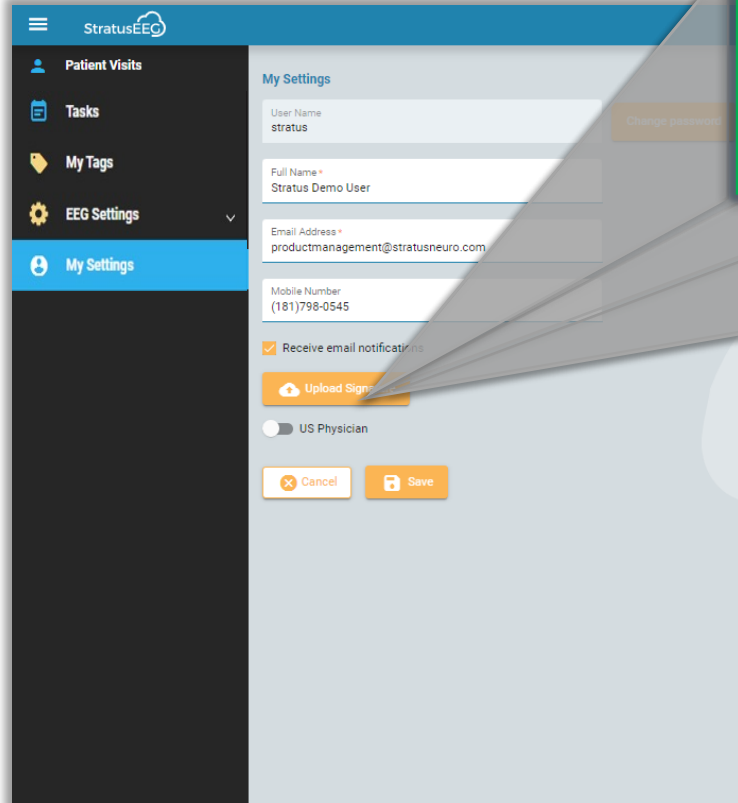 StratusEEG
Patient Visits
Tasks
My Tags
EEG Settings
My Settings
My Settings
User Name
stratus
Change password
Full Name *
Stratus Demo User
Email Address *
productmanagement@stratusneuro.com
Mobile Number
(181)798-0545
Receive email notifications
Upload
US Physician
Cancel
Save